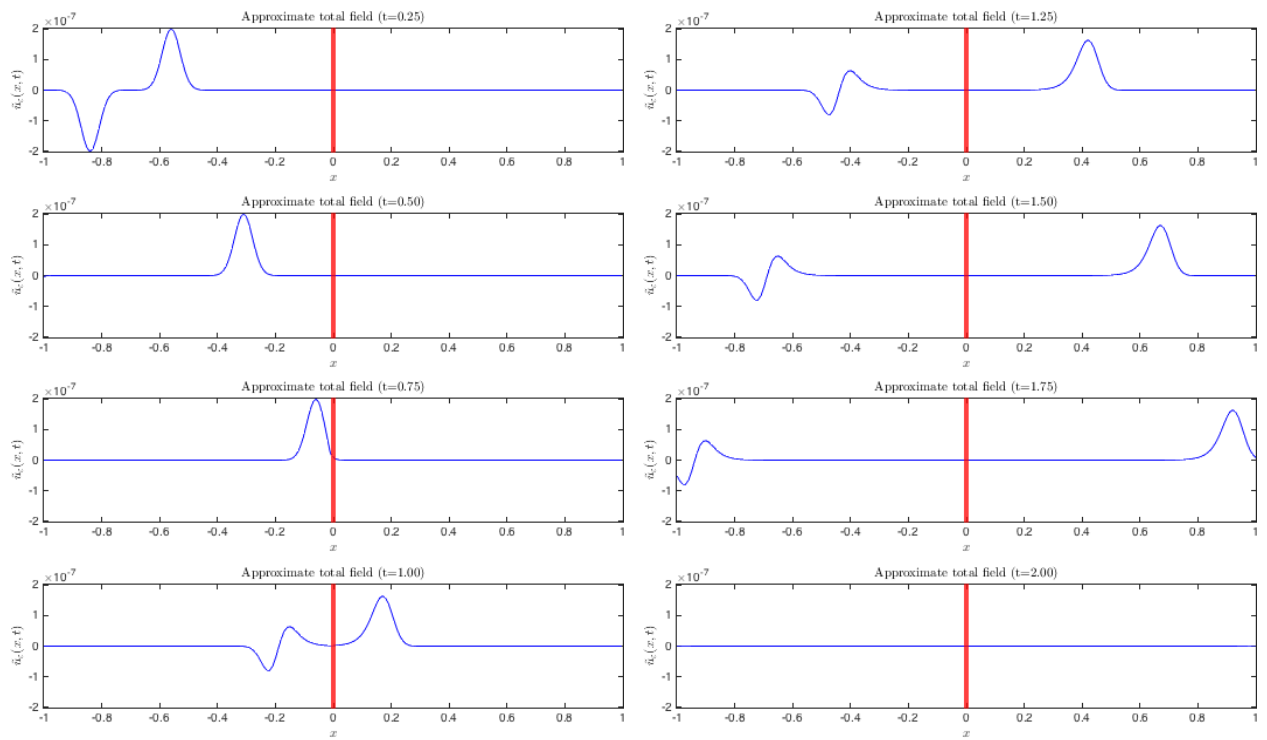 Approximate total field (t=0.25)
×10⁻⁷
2
1
0
-1
-2
-1 -0.8 -0.6 -0.4 -0.2 0 0.2 0.4 0.6 0.8 1
x
ũ_ε(x, t)
Approximate total field (t=1.25)
×10⁻⁷
2
1
0
-1
-2
-1 -0.8 -0.6 -0.4 -0.2 0 0.2 0.4 0.6 0.8 1
x
ũ_ε(x, t)
Approximate total field (t=0.50)
×10⁻⁷
2
1
0
-1
-2
-1 -0.8 -0.6 -0.4 -0.2 0 0.2 0.4 0.6 0.8 1
x
ũ_ε(x, t)
Approximate total field (t=1.50)
×10⁻⁷
2
1
0
-1
-2
-1 -0.8 -0.6 -0.4 -0.2 0 0.2 0.4 0.6 0.8 1
x
ũ_ε(x, t)
Approximate total field (t=0.75)
×10⁻⁷
2
1
0
-1
-2
-1 -0.8 -0.6 -0.4 -0.2 0 0.2 0.4 0.6 0.8 1
x
ũ_ε(x, t)
Approximate total field (t=1.75)
×10⁻⁷
2
1
0
-1
-2
-1 -0.8 -0.6 -0.4 -0.2 0 0.2 0.4 0.6 0.8 1
x
ũ_ε(x, t)
Approximate total field (t=1.00)
×10⁻⁷
2
1
0
-1
-2
-1 -0.8 -0.6 -0.4 -0.2 0 0.2 0.4 0.6 0.8 1
x
ũ_ε(x, t)
Approximate total field (t=2.00)
×10⁻⁷
2
1
0
-1
-2
-1 -0.8 -0.6 -0.4 -0.2 0 0.2 0.4 0.6 0.8 1
x
ũ_ε(x, t)